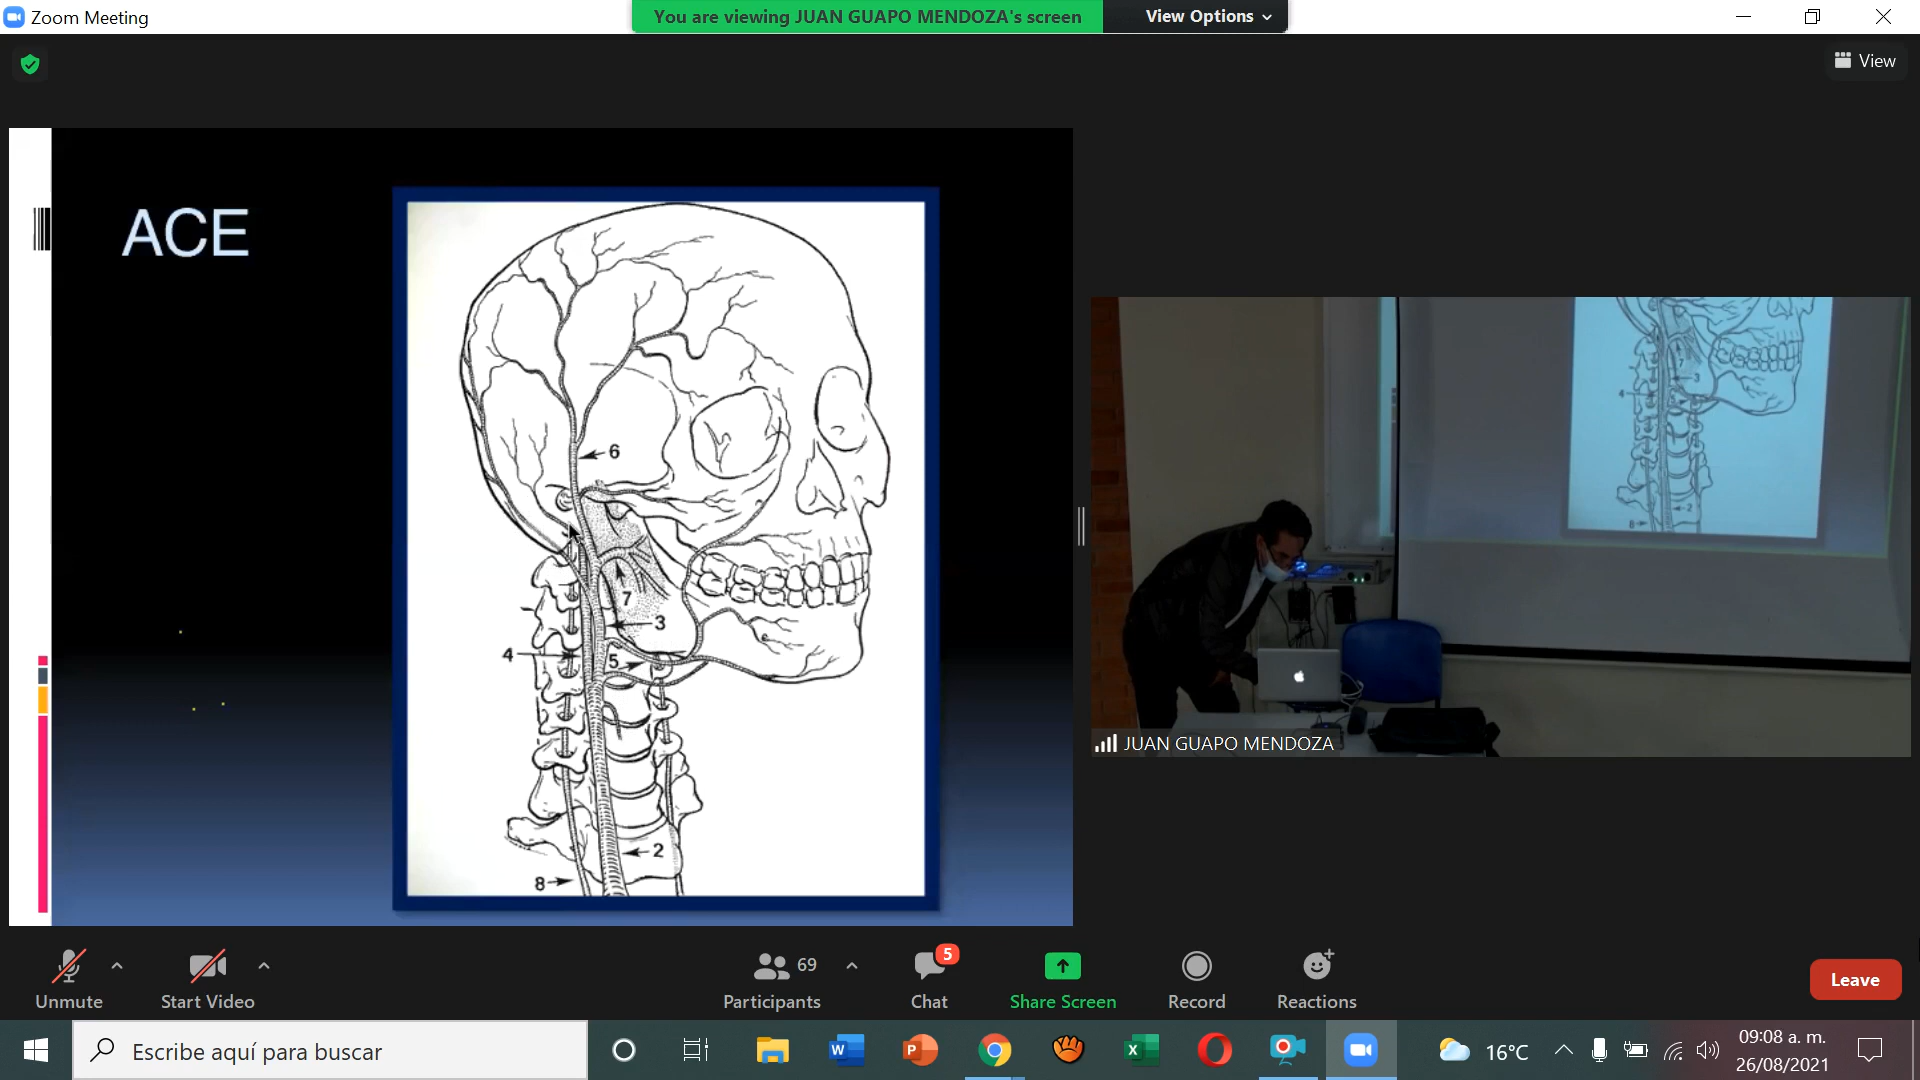 Zoom Meeting
You are viewing JUAN GUAPO MENDOZA's screen
View Options
View
ACE
6
7
3
4
5
2
8
JUAN GUAPO MENDOZA
Unmute
Start Video
69
Participants
5
Chat
Share Screen
Record
Reactions
Leave
Escribe aquí para buscar
16°C
09:08 a. m.
26/08/2021